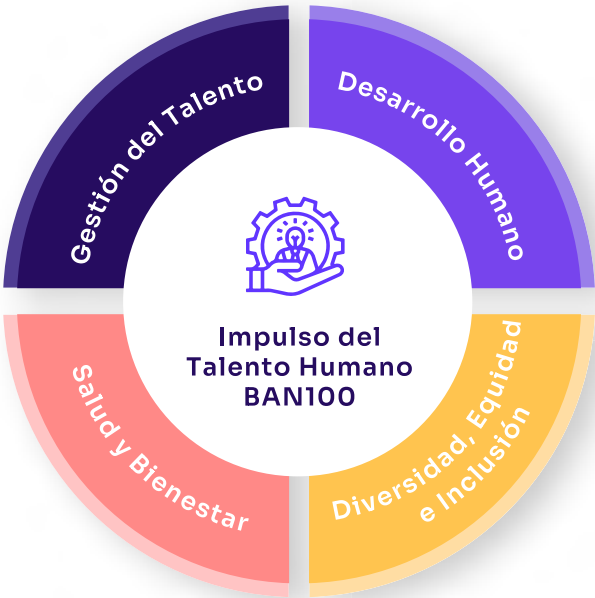 Gestión del Talento
Desarrollo Humano
Impulso del
Talento Humano
BAN100
Salud y Bienestar
Diversidad, Equidad
e Inclusión